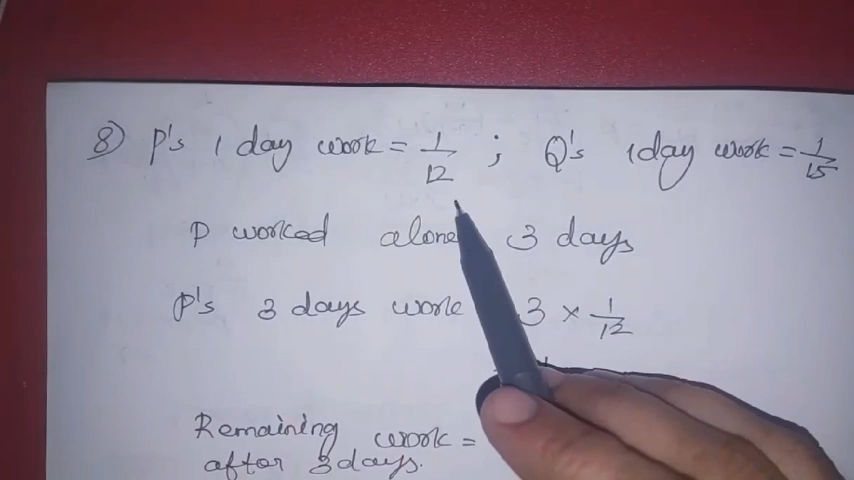 8) P's 1 day work = 1/12 ; Q's 1 day work = 1/15
P worked alone 3 days
P's 3 days work 3 × 1/12
Remaining work =
after 3 days.